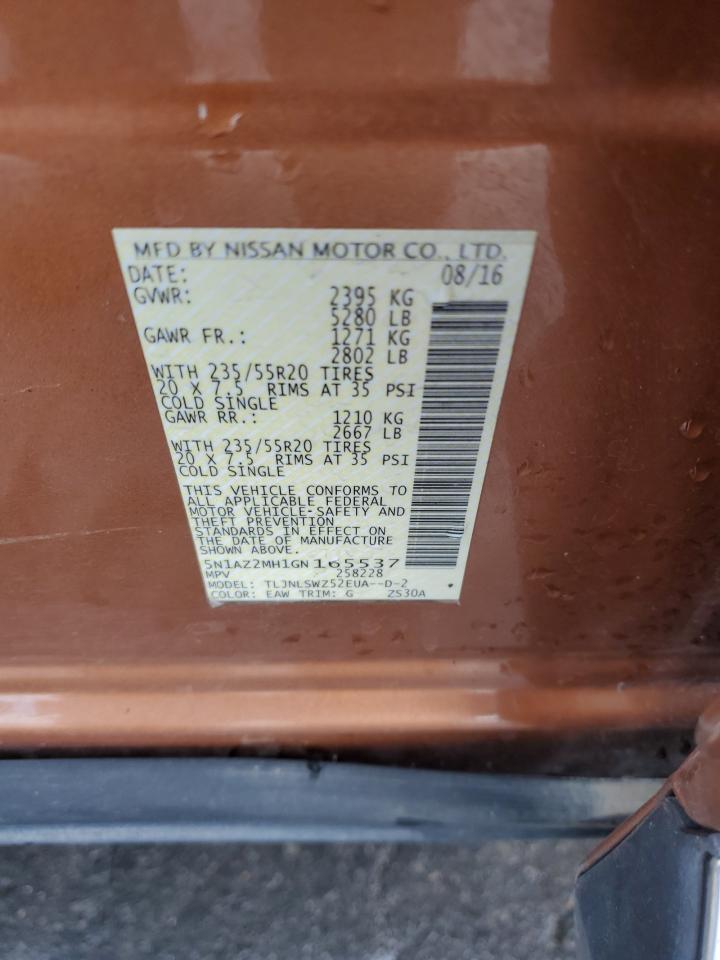 MFD BY NISSAN MOTOR CO., LTD.
DATE: 08/16
GVWR: 2395 KG
5280 LB
GAWR FR.: 1271 KG
2802 LB
WITH 235/55R20 TIRES
20 X 7.5 RIMS AT 35 PSI
COLD SINGLE
GAWR RR.: 1210 KG
2667 LB
WITH 235/55R20 TIRES
20 X 7.5 RIMS AT 35 PSI
COLD SINGLE
THIS VEHICLE CONFORMS TO
ALL APPLICABLE FEDERAL
MOTOR VEHICLE-SAFETY AND
THEFT PREVENTION
STANDARDS IN EFFECT ON
THE DATE OF MANUFACTURE
SHOWN ABOVE.
5N1AZ2MH1GN165537
MPV 258228
MODEL: TLJNLSWZ52EUA--D-2
COLOR: EAW TRIM: G ZS30A